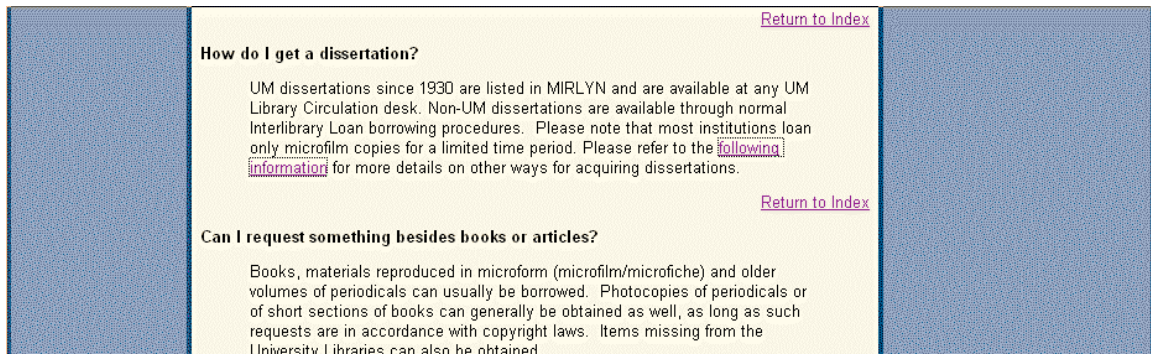 Return to Index
How do I get a dissertation?
UM dissertations since 1930 are listed in MIRLYN and are available at any UM
Library Circulation desk. Non-UM dissertations are available through normal
Interlibrary Loan borrowing procedures.  Please note that most institutions loan
only microfilm copies for a limited time period. Please refer to the following
information for more details on other ways for acquiring dissertations.
Return to Index
Can I request something besides books or articles?
Books, materials reproduced in microform (microfilm/microfiche) and older
volumes of periodicals can usually be borrowed.  Photocopies of periodicals or
of short sections of books can generally be obtained as well, as long as such
requests are in accordance with copyright laws.  Items missing from the
University Libraries can also be obtained